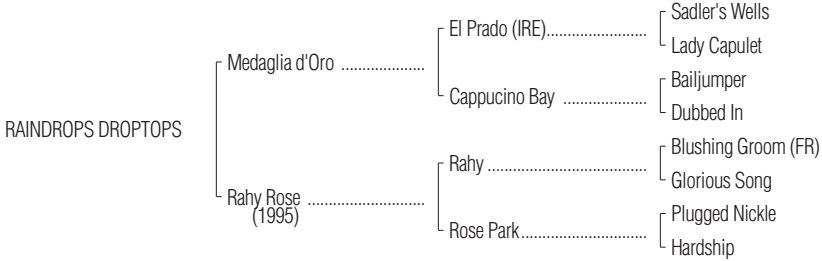 Sadler's Wells
El Prado (IRE)........................
Lady Capulet
Medaglia d'Oro ....................
Bailjumper
Cappucino Bay ....................
Dubbed In
RAINDROPS DROPTOPS
Blushing Groom (FR)
Rahy ......................................
Glorious Song
Rahy Rose ............................
(1995)
Plugged Nickle
Rose Park..............................
Hardship